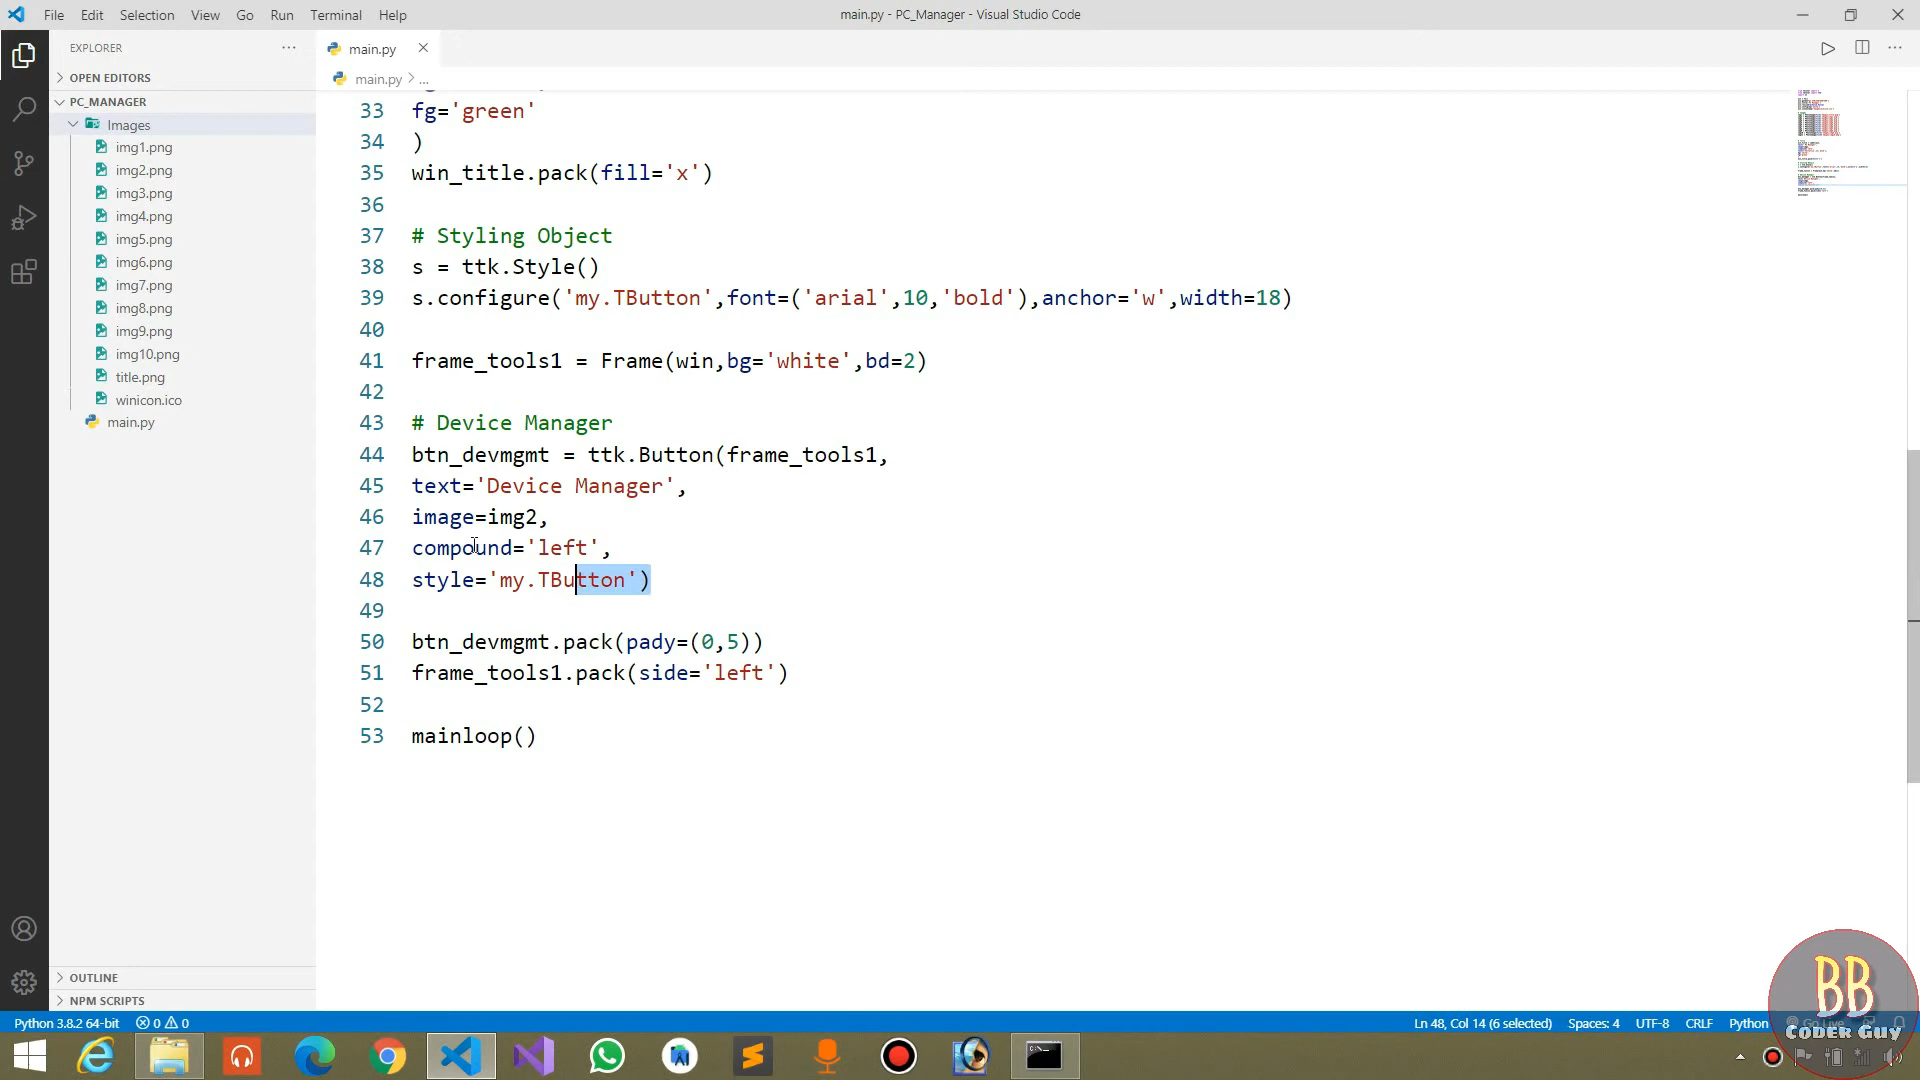 File Edit Selection View Go Run Terminal Help
main.py - PC_Manager - Visual Studio Code
EXPLORER
OPEN EDITORS
PC_MANAGER
Images
img1.png
img2.png
img3.png
img4.png
img5.png
img6.png
img7.png
img8.png
img9.png
img10.png
title.png
winicon.ico
main.py
OUTLINE
NPM SCRIPTS
main.py
main.py > ...
33 fg='green'
34 )
35 win_title.pack(fill='x')
36
37 # Styling Object
38 s = ttk.Style()
39 s.configure('my.TButton',font=('arial',10,'bold'),anchor='w',width=18)
40
41 frame_tools1 = Frame(win,bg='white',bd=2)
42
43 # Device Manager
44 btn_devmgmt = ttk.Button(frame_tools1,
45 text='Device Manager',
46 image=img2,
47 compound='left',
48 style='my.TButton')
49
50 btn_devmgmt.pack(pady=(0,5))
51 frame_tools1.pack(side='left')
52
53 mainloop()
Python 3.8.2 64-bit 0 0
Ln 48, Col 14 (6 selected) Spaces: 4 UTF-8 CRLF Python Go Live
BB
CODER GUY